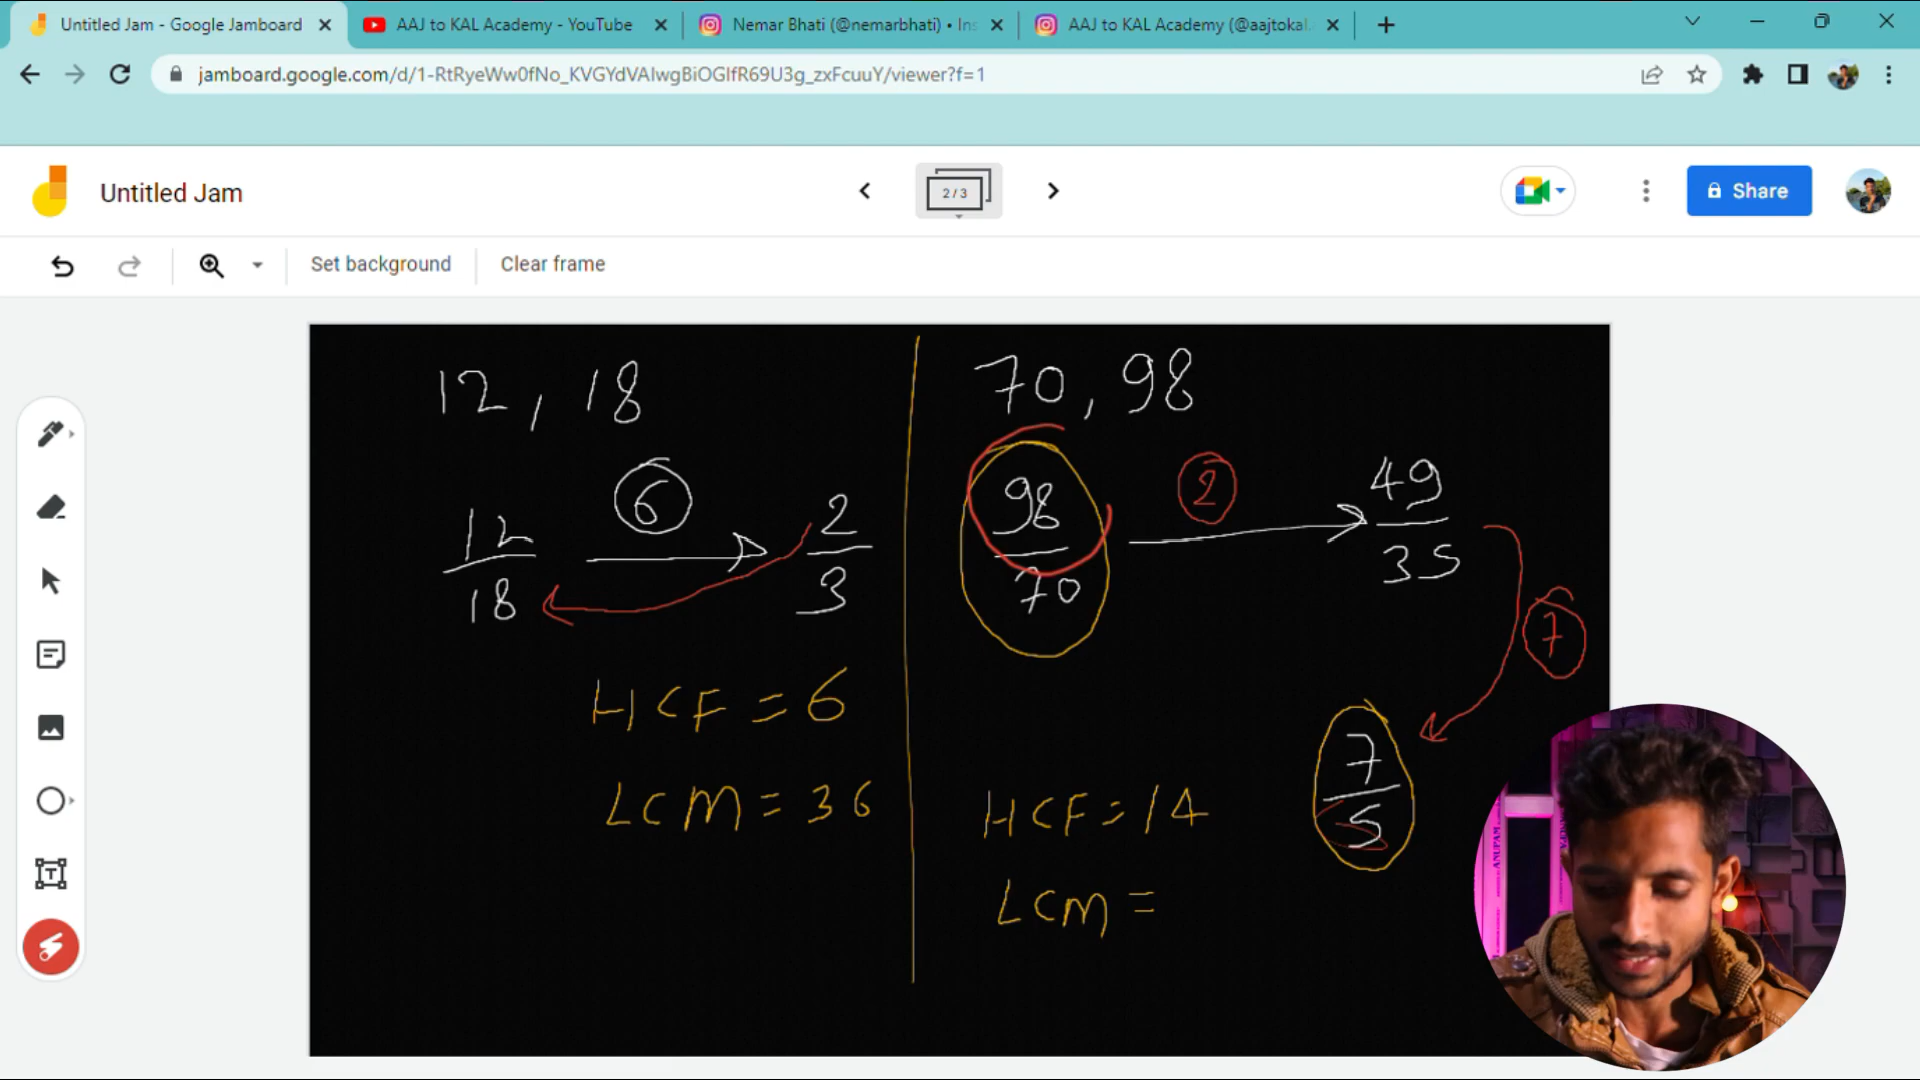 Untitled Jam - Google Jamboard
AAJ to KAL Academy - YouTube
Nemar Bhati (@nemarbhati) • Ins
AAJ to KAL Academy (@aajtokal.
jamboard.google.com/d/1-RtRyeWw0fNo_KVGYdVAIwgBiOGIfR69U3g_zxFcuuY/viewer?f=1
Untitled Jam
2 / 3
Share
Set background
Clear frame
12, 18
12
18
6
2
3
HCF = 6
LCM = 36
70, 98
98
70
2
49
35
7
7
5
HCF = 14
LCM =
ANUPAM